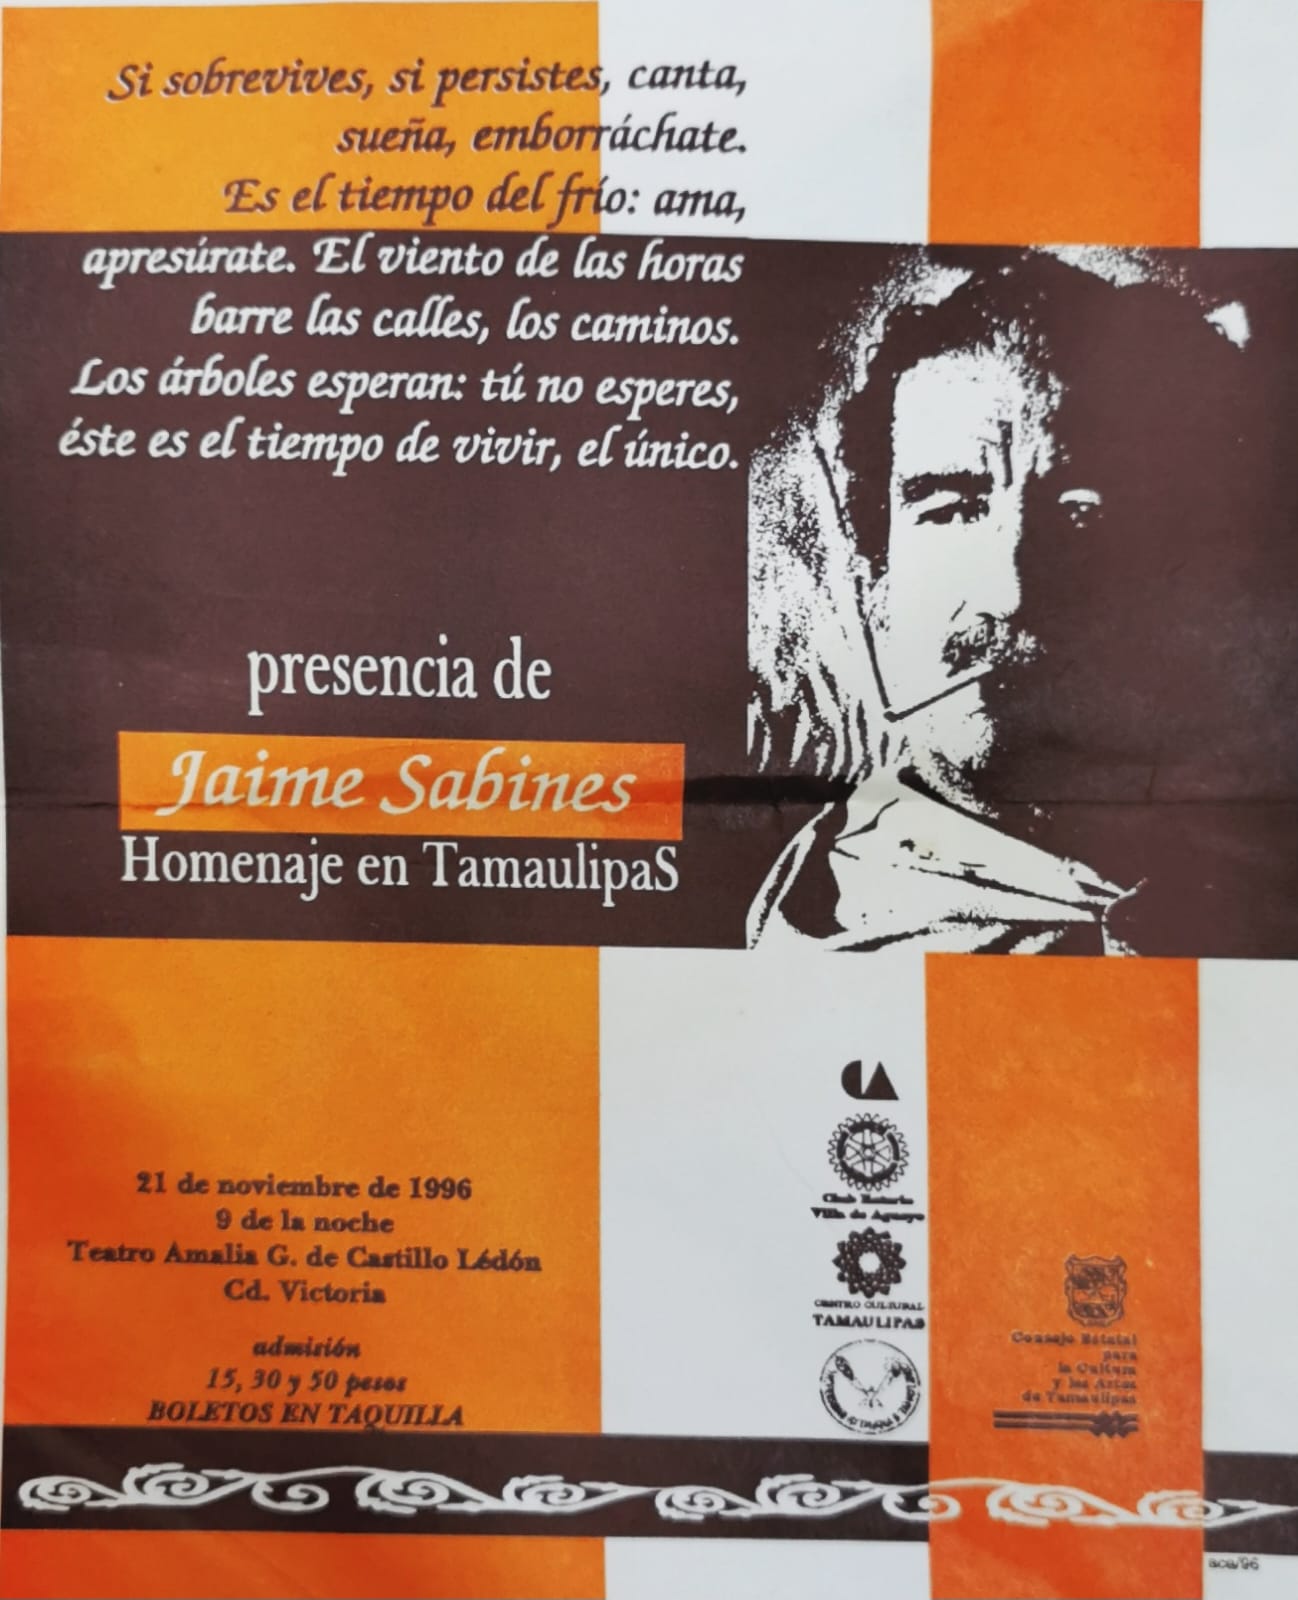 Si sobrevives, si persistes, canta,
sueña, emborráchate.
Es el tiempo del frío: ama,
apresúrate. El viento de las horas
barre las calles, los caminos.
Los árboles esperan: tú no esperes,
éste es el tiempo de vivir, el único.
presencia de
Jaime Sabines
Homenaje en TamaulipaS
21 de noviembre de 1996
9 de la noche
Teatro Amalia G. de Castillo Lédón
Cd. Victoria
admisión
15, 30 y 50 pesos
BOLETOS EN TAQUILLA
CA
Club Rotario
Villa de Aguayo
CENTRO CULTURAL
TAMAULIPAS
Consejo Estatal
para
la Cultura
y las Artes
de Tamaulipas
aca/96